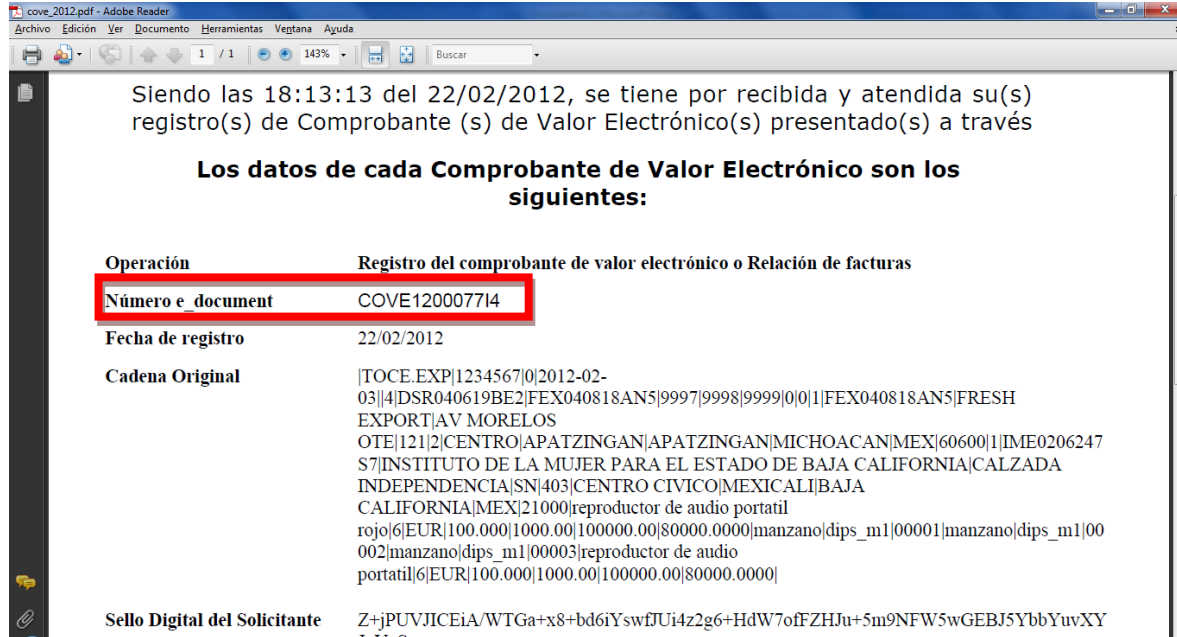 cove_2012.pdf - Adobe Reader
Archivo Edición Ver Documento Herramientas Ventana Ayuda
1 / 1 143% Buscar
Siendo las 18:13:13 del 22/02/2012, se tiene por recibida y atendida su(s)
registro(s) de Comprobante (s) de Valor Electrónico(s) presentado(s) a través
Los datos de cada Comprobante de Valor Electrónico son los
siguientes:
Operación Registro del comprobante de valor electrónico o Relación de facturas
Número e_document COVE1200077I4
Fecha de registro 22/02/2012
Cadena Original |TOCE.EXP|1234567|0|2012-02-
03||4|DSR040619BE2|FEX040818AN5|9997|9998|9999|0|0|1|FEX040818AN5|FRESH
EXPORT|AV MORELOS
OTE|121|2|CENTRO|APATZINGAN|APATZINGAN|MICHOACAN|MEX|60600|1|IME0206247
S7|INSTITUTO DE LA MUJER PARA EL ESTADO DE BAJA CALIFORNIA|CALZADA
INDEPENDENCIA|SN|403|CENTRO CIVICO|MEXICALI|BAJA
CALIFORNIA|MEX|21000|reproductor de audio portatil
rojo|6|EUR|100.000|1000.00|100000.00|80000.0000|manzano|dips_m1|00001|manzano|dips_m1|00
002|manzano|dips_m1|00003|reproductor de audio
portatil|6|EUR|100.000|1000.00|100000.00|80000.0000|
Sello Digital del Solicitante Z+jPUVJICEiA/WTGa+x8+bd6iYswfJUi4z2g6+HdW7ofFZHJu+5m9NFW5wGEBJ5YbbYuvXY